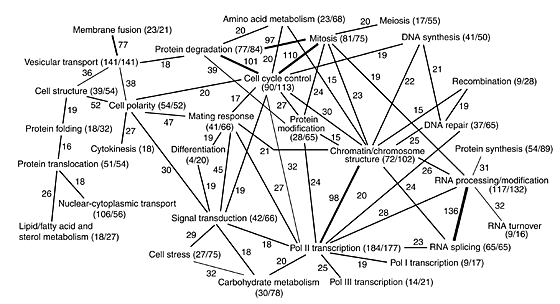 Amino acid metabolism (23/68)
Meiosis (17/55)
Membrane fusion (23/21)
20
20
97
Mitosis (81/75)
DNA synthesis (41/50)
77
Protein degradation (77/84)
110
19
Vesicular transport (141/141)
18
101
20
15
19
36
38
39
Cell cycle control
(90/113)
24
23
22
21
Recombination (9/28)
Cell structure (39/54)
20
52
Cell polarity (54/52)
17
27
30
15
19
19
47
Mating response
(41/66)
Protein
modification
(28/65)
15
25
DNA repair (37/65)
Protein folding (18/32)
27
Protein synthesis (54/89)
16
Cytokinesis (18)
Differentiation
(4/20)
21
32
Chromatin/chromosome
structure (72/102)
31
Protein translocation (51/54)
30
19
45
24
26
RNA processing/modification
(117/132)
26
18
19
27
98
20
24
32
Nuclear-cytoplasmic transport
(106/56)
28
136
RNA turnover
(9/16)
Signal transduction (42/66)
Lipid/fatty acid and
sterol metabolism (18/27)
29
18
Pol II transcription (184/177)
23
RNA splicing (65/65)
Cell stress (27/75)
18
20
19
Pol I transcription (9/17)
32
25
Carbohydrate metabolism
(30/78)
Pol III transcription (14/21)